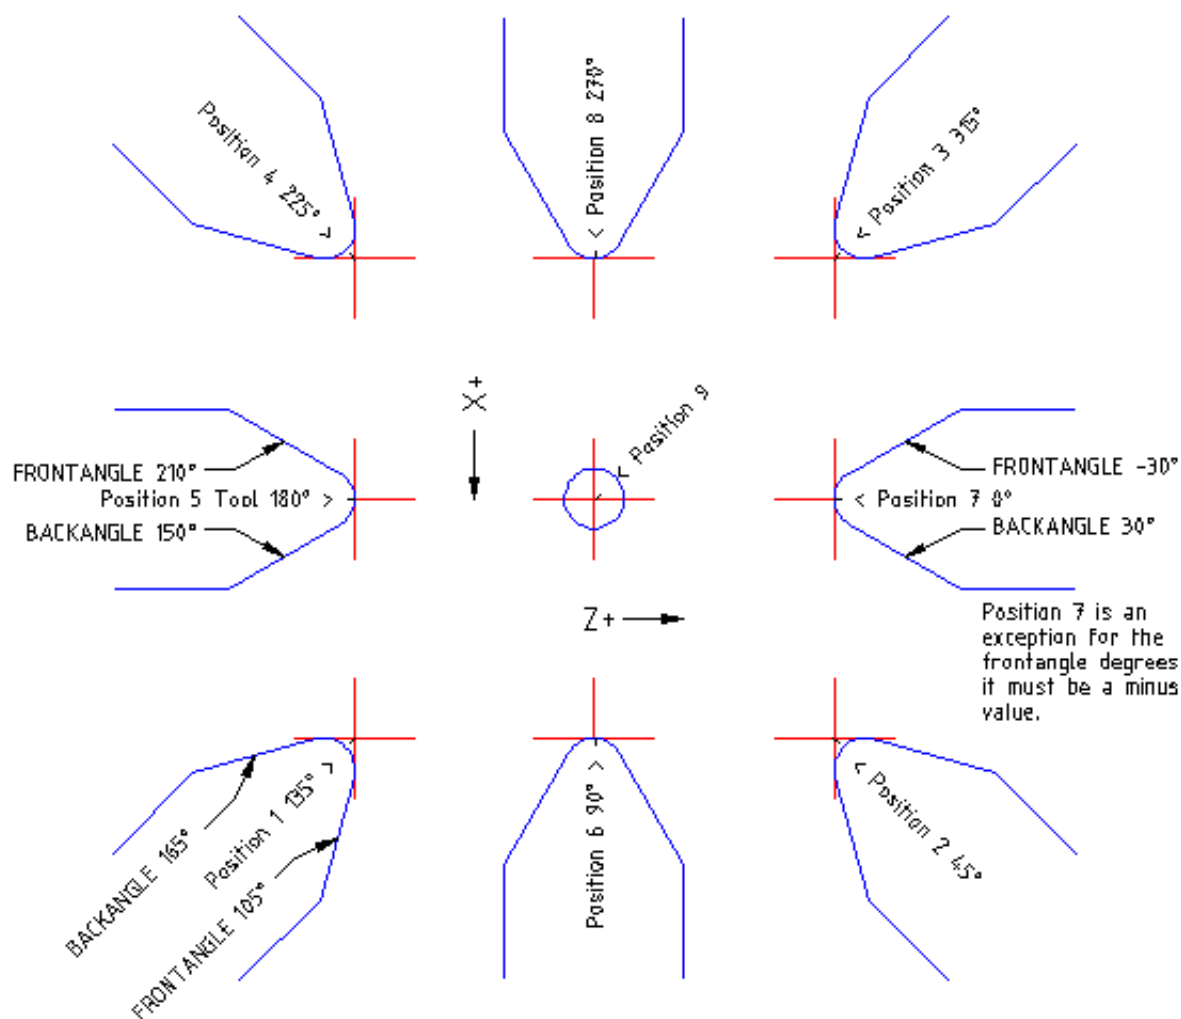 Position 4 225°
Position 8 270°
Position 3 315°
X+
Position 9
FRONTANGLE 210°
Position 5 Tool 180°
BACKANGLE 150°
FRONTANGLE -30°
Position 7 0°
BACKANGLE 30°
Z+
Position 7 is an
exception for the
frontangle degrees
it must be a minus
value.
BACKANGLE 165°
Position 1 135°
FRONTANGLE 105°
Position 6 90°
Position 2 45°